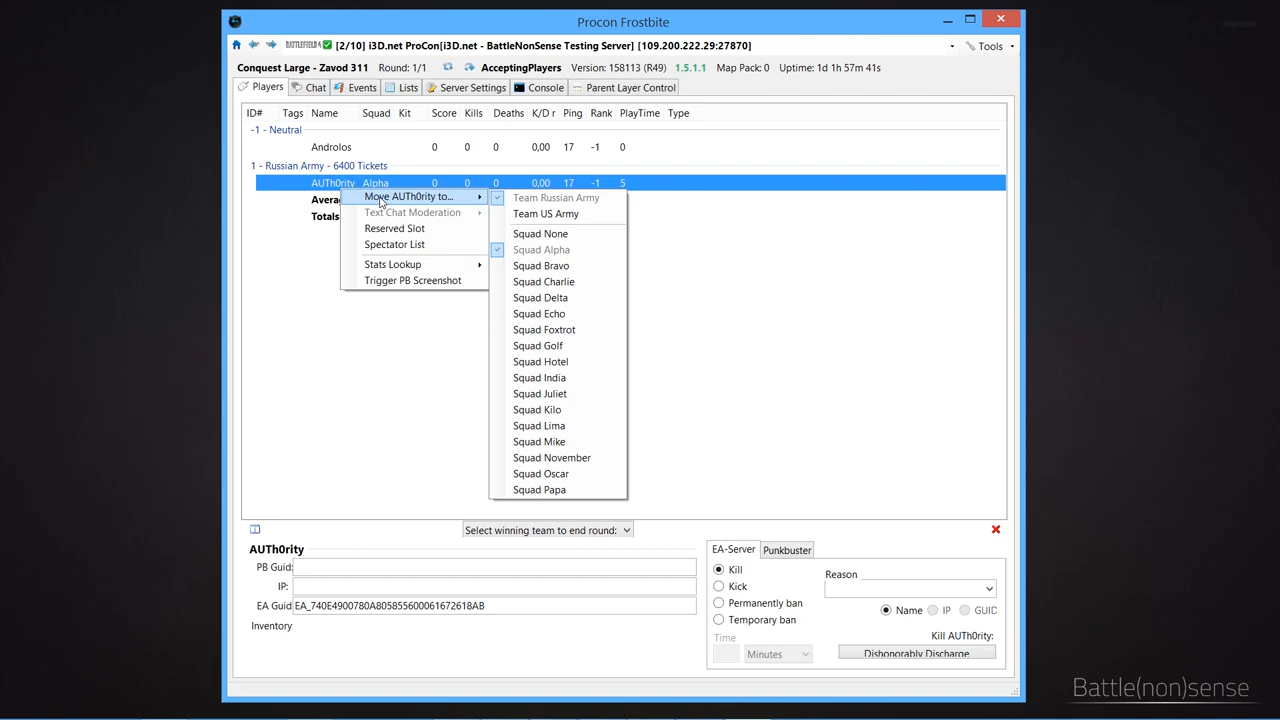 Procon Frostbite
BATTLEFIELD 4 [2/10] i3D.net ProCon[i3D.net - BattleNonSense Testing Server] [109.200.222.29:27870]
Tools
Conquest Large - Zavod 311 Round: 1/1 AcceptingPlayers Version: 158113 (R49) 1.5.1.1 Map Pack: 0 Uptime: 1d 1h 57m 41s
Players Chat Events Lists Server Settings Console Parent Layer Control
ID# Tags Name Squad Kit Score Kills Deaths K/D r Ping Rank PlayTime Type
-1 - Neutral
Androlos 0 0 0 0,00 17 -1 0
1 - Russian Army - 6400 Tickets
AUTh0rity Alpha 0 0 0 0,00 17 -1 5
Avera
Totals
Move AUTh0rity to...
Text Chat Moderation
Reserved Slot
Spectator List
Stats Lookup
Trigger PB Screenshot
Team Russian Army
Team US Army
Squad None
Squad Alpha
Squad Bravo
Squad Charlie
Squad Delta
Squad Echo
Squad Foxtrot
Squad Golf
Squad Hotel
Squad India
Squad Juliet
Squad Kilo
Squad Lima
Squad Mike
Squad November
Squad Oscar
Squad Papa
Select winning team to end round:
AUTh0rity
PB Guid:
IP:
EA Guid EA_740E4900780A805855600061672618AB
Inventory
EA-Server Punkbuster
Kill
Kick
Permanently ban
Temporary ban
Time
Minutes
Reason
Name IP GUID
Kill AUTh0rity:
Dishonorably Discharge
Battle(non)sense